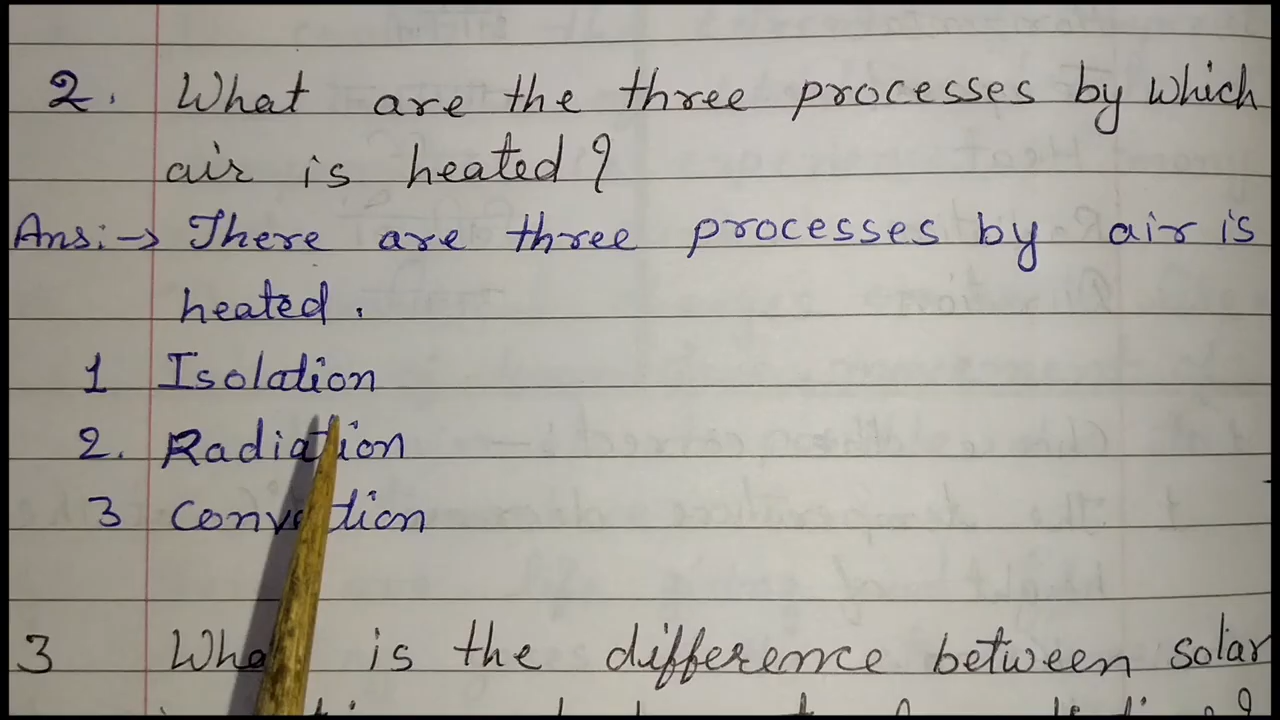 2. What are the three processes by which
air is heated?
Ans:→ There are three processes by air is
heated.
1 Isolation
2. Radiation
3 Convection
3 What is the difference between solar